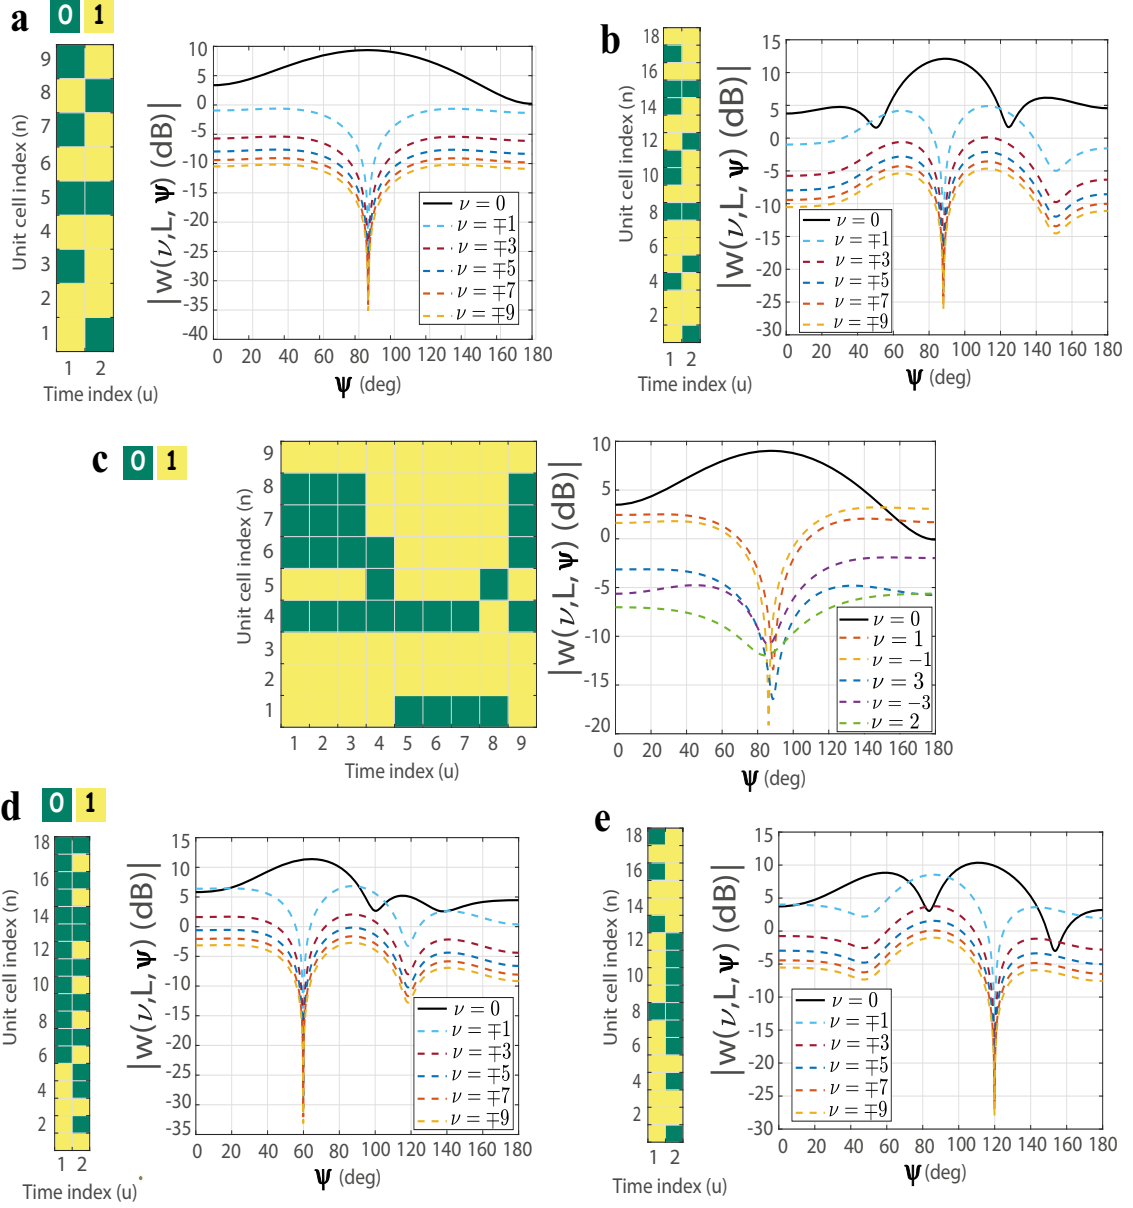 a
0 1
Unit cell index (n)
9
8
7
6
5
4
3
2
1
1 2
Time index (u)
|w(ν,L,ψ) (dB)|
10
5
0
-5
-10
-15
-20
-25
-30
-35
-40
0 20 40 60 80 100 120 140 160 180
ψ (deg)
ν = 0
ν = ∓1
ν = ∓3
ν = ∓5
ν = ∓7
ν = ∓9
b
Unit cell index (n)
18
16
14
12
10
8
6
4
2
1 2
Time index (u)
|w(ν,L,ψ) (dB)|
15
10
5
0
-5
-10
-15
-20
-25
-30
0 20 40 60 80 100 120 140 160 180
ψ (deg)
ν = 0
ν = ∓1
ν = ∓3
ν = ∓5
ν = ∓7
ν = ∓9
c
0 1
Unit cell index (n)
9
8
7
6
5
4
3
2
1
1 2 3 4 5 6 7 8 9
Time index (u)
|w(ν,L,ψ) (dB)|
10
5
0
-5
-10
-15
-20
0 20 40 60 80 100 120 140 160 180
ψ (deg)
ν = 0
ν = 1
ν = −1
ν = 3
ν = −3
ν = 2
d
0 1
Unit cell index (n)
18
16
14
12
10
8
6
4
2
1 2
Time index (u)
|w(ν,L,ψ) (dB)|
15
10
5
0
-5
-10
-15
-20
-25
-30
-35
0 20 40 60 80 100 120 140 160 180
ψ (deg)
ν = 0
ν = ∓1
ν = ∓3
ν = ∓5
ν = ∓7
ν = ∓9
e
Unit cell index (n)
18
16
14
12
10
8
6
4
2
1 2
Time index (u)
|w(ν,L,ψ) (dB)|
15
10
5
0
-5
-10
-15
-20
-25
-30
0 20 40 60 80 100 120 140 160 180
ψ (deg)
ν = 0
ν = ∓1
ν = ∓3
ν = ∓5
ν = ∓7
ν = ∓9